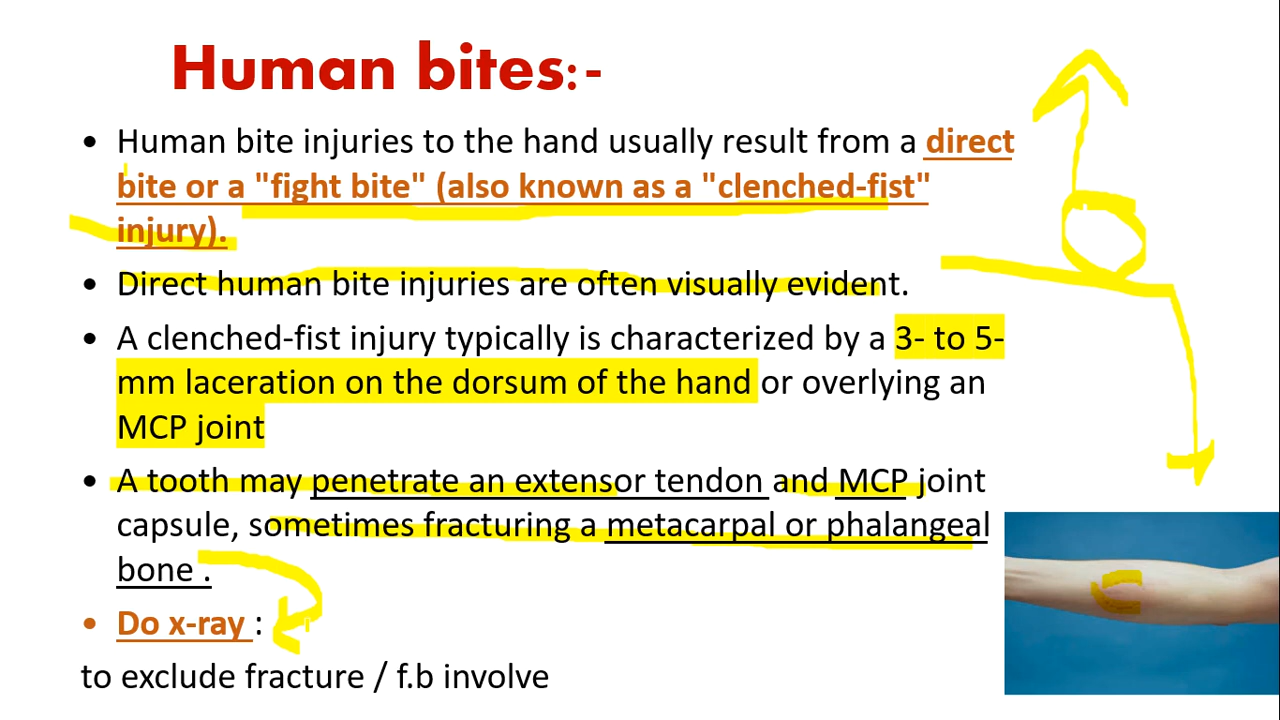 Human bites:-
• Human bite injuries to the hand usually result from a direct
bite or a "fight bite" (also known as a "clenched-fist"
injury).
• Direct human bite injuries are often visually evident.
• A clenched-fist injury typically is characterized by a 3- to 5-
mm laceration on the dorsum of the hand or overlying an
MCP joint
• A tooth may penetrate an extensor tendon and MCP joint
capsule, sometimes fracturing a metacarpal or phalangeal
bone .
• Do x-ray :
to exclude fracture / f.b involve